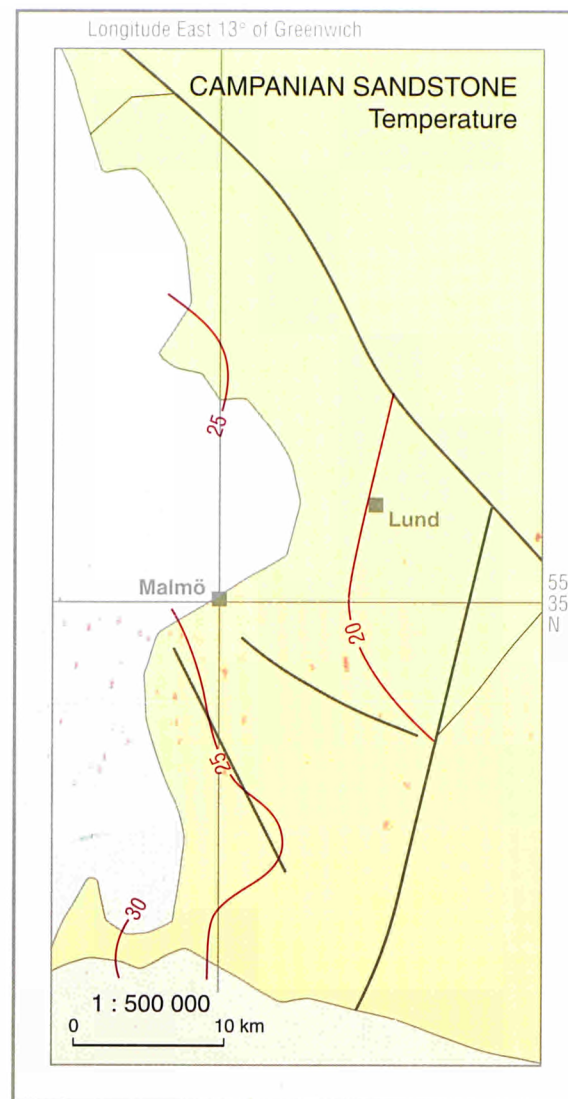 Longitude East 13° of Greenwich
CAMPANIAN SANDSTONE
Temperature
25
Lund
Malmö
55
35
N
20
25
30
1 : 500 000
0 10 km